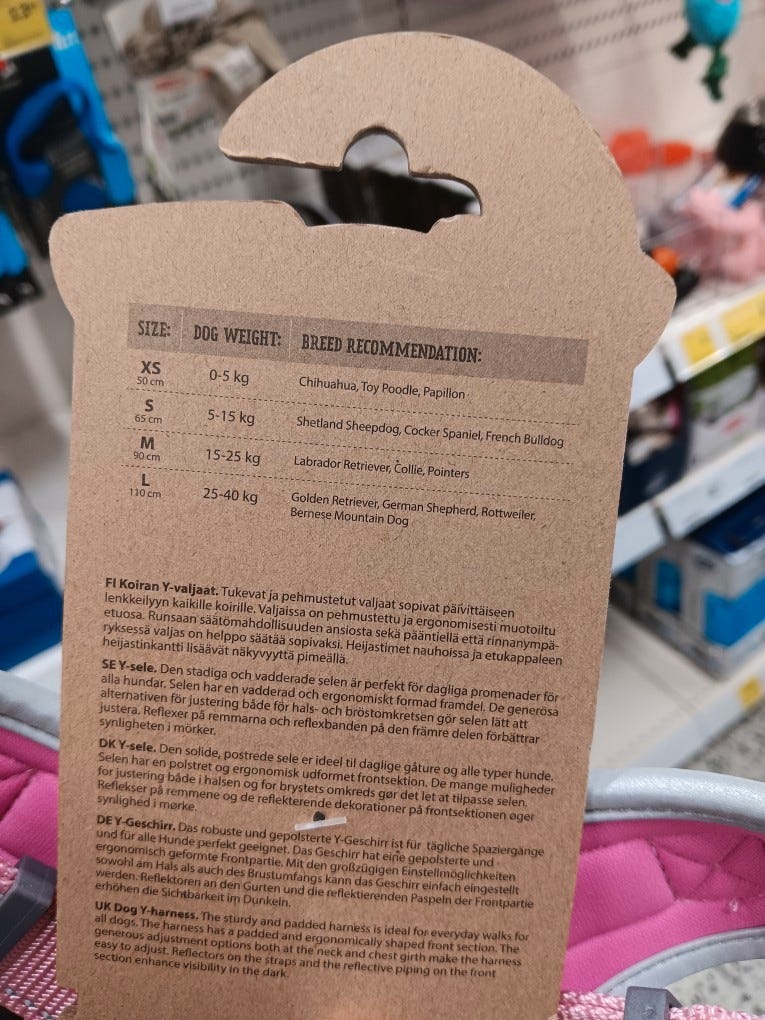 SIZE: DOG WEIGHT: BREED RECOMMENDATION:
XS
50 cm
0-5 kg
Chihuahua, Toy Poodle, Papillon
S
65 cm
5-15 kg
Shetland Sheepdog, Cocker Spaniel, French Bulldog
M
90 cm
15-25 kg
Labrador Retriever, Collie, Pointers
L
110 cm
25-40 kg
Golden Retriever, German Shepherd, Rottweiler,
Bernese Mountain Dog
FI Koiran Y-valjaat. Tukevat ja pehmustetut valjaat sopivat päivittäiseen
lenkkeilyyn kaikille koirille. Valjaissa on pehmustettu ja ergonomisesti muotoiltu
etuosa. Runsaan säätömahdollisuuden ansiosta sekä pääntiellä että rinnanympä-
ryksessä valjas on helppo säätää sopivaksi. Heijastimet nauhoissa ja etukappaleen
heijastinkantti lisäävät näkyvyyttä pimeällä.
SE Y-sele. Den stadiga och vadderade selen är perfekt för dagliga promenader för
alla hundar. Selen har en vadderad och ergonomiskt formad framdel. De generösa
alternativen för justering både för hals- och bröstomkretsen gör selen lätt att
justera. Reflexer på remmarna och reflexbanden på den främre delen förbättrar
synligheten i mörker.
DK Y-sele. Den solide, postrede sele er ideel til daglige gåture og alle typer hunde.
Selen har en polstret og ergonomisk udformet frontsektion. De mange muligheder
for justering både i halsen og for brystets omkreds gør det let at tilpasse selen.
Reflekser på remmene og de reflekterende dekorationer på frontsektionen øger
synlighed i mørke.
DE Y-Geschirr. Das robuste und gepolsterte Y-Geschirr ist für tägliche Spaziergänge
und für alle Hunde perfekt geeignet. Das Geschirr hat eine gepolsterte und
ergonomisch geformte Frontpartie. Mit den großzügigen Einstellmöglichkeiten
sowohl am Hals als auch des Brustumfangs kann das Geschirr einfach eingestellt
werden. Reflektoren an den Gurten und die reflektierenden Paspeln der Frontpartie
erhöhen die Sichtbarkeit im Dunkeln.
UK Dog Y-harness. The sturdy and padded harness is ideal for everyday walks for
all dogs. The harness has a padded and ergonomically shaped front section. The
generous adjustment options both at the neck and chest girth make the harness
easy to adjust. Reflectors on the straps and the reflective piping on the front
section enhance visibility in the dark.